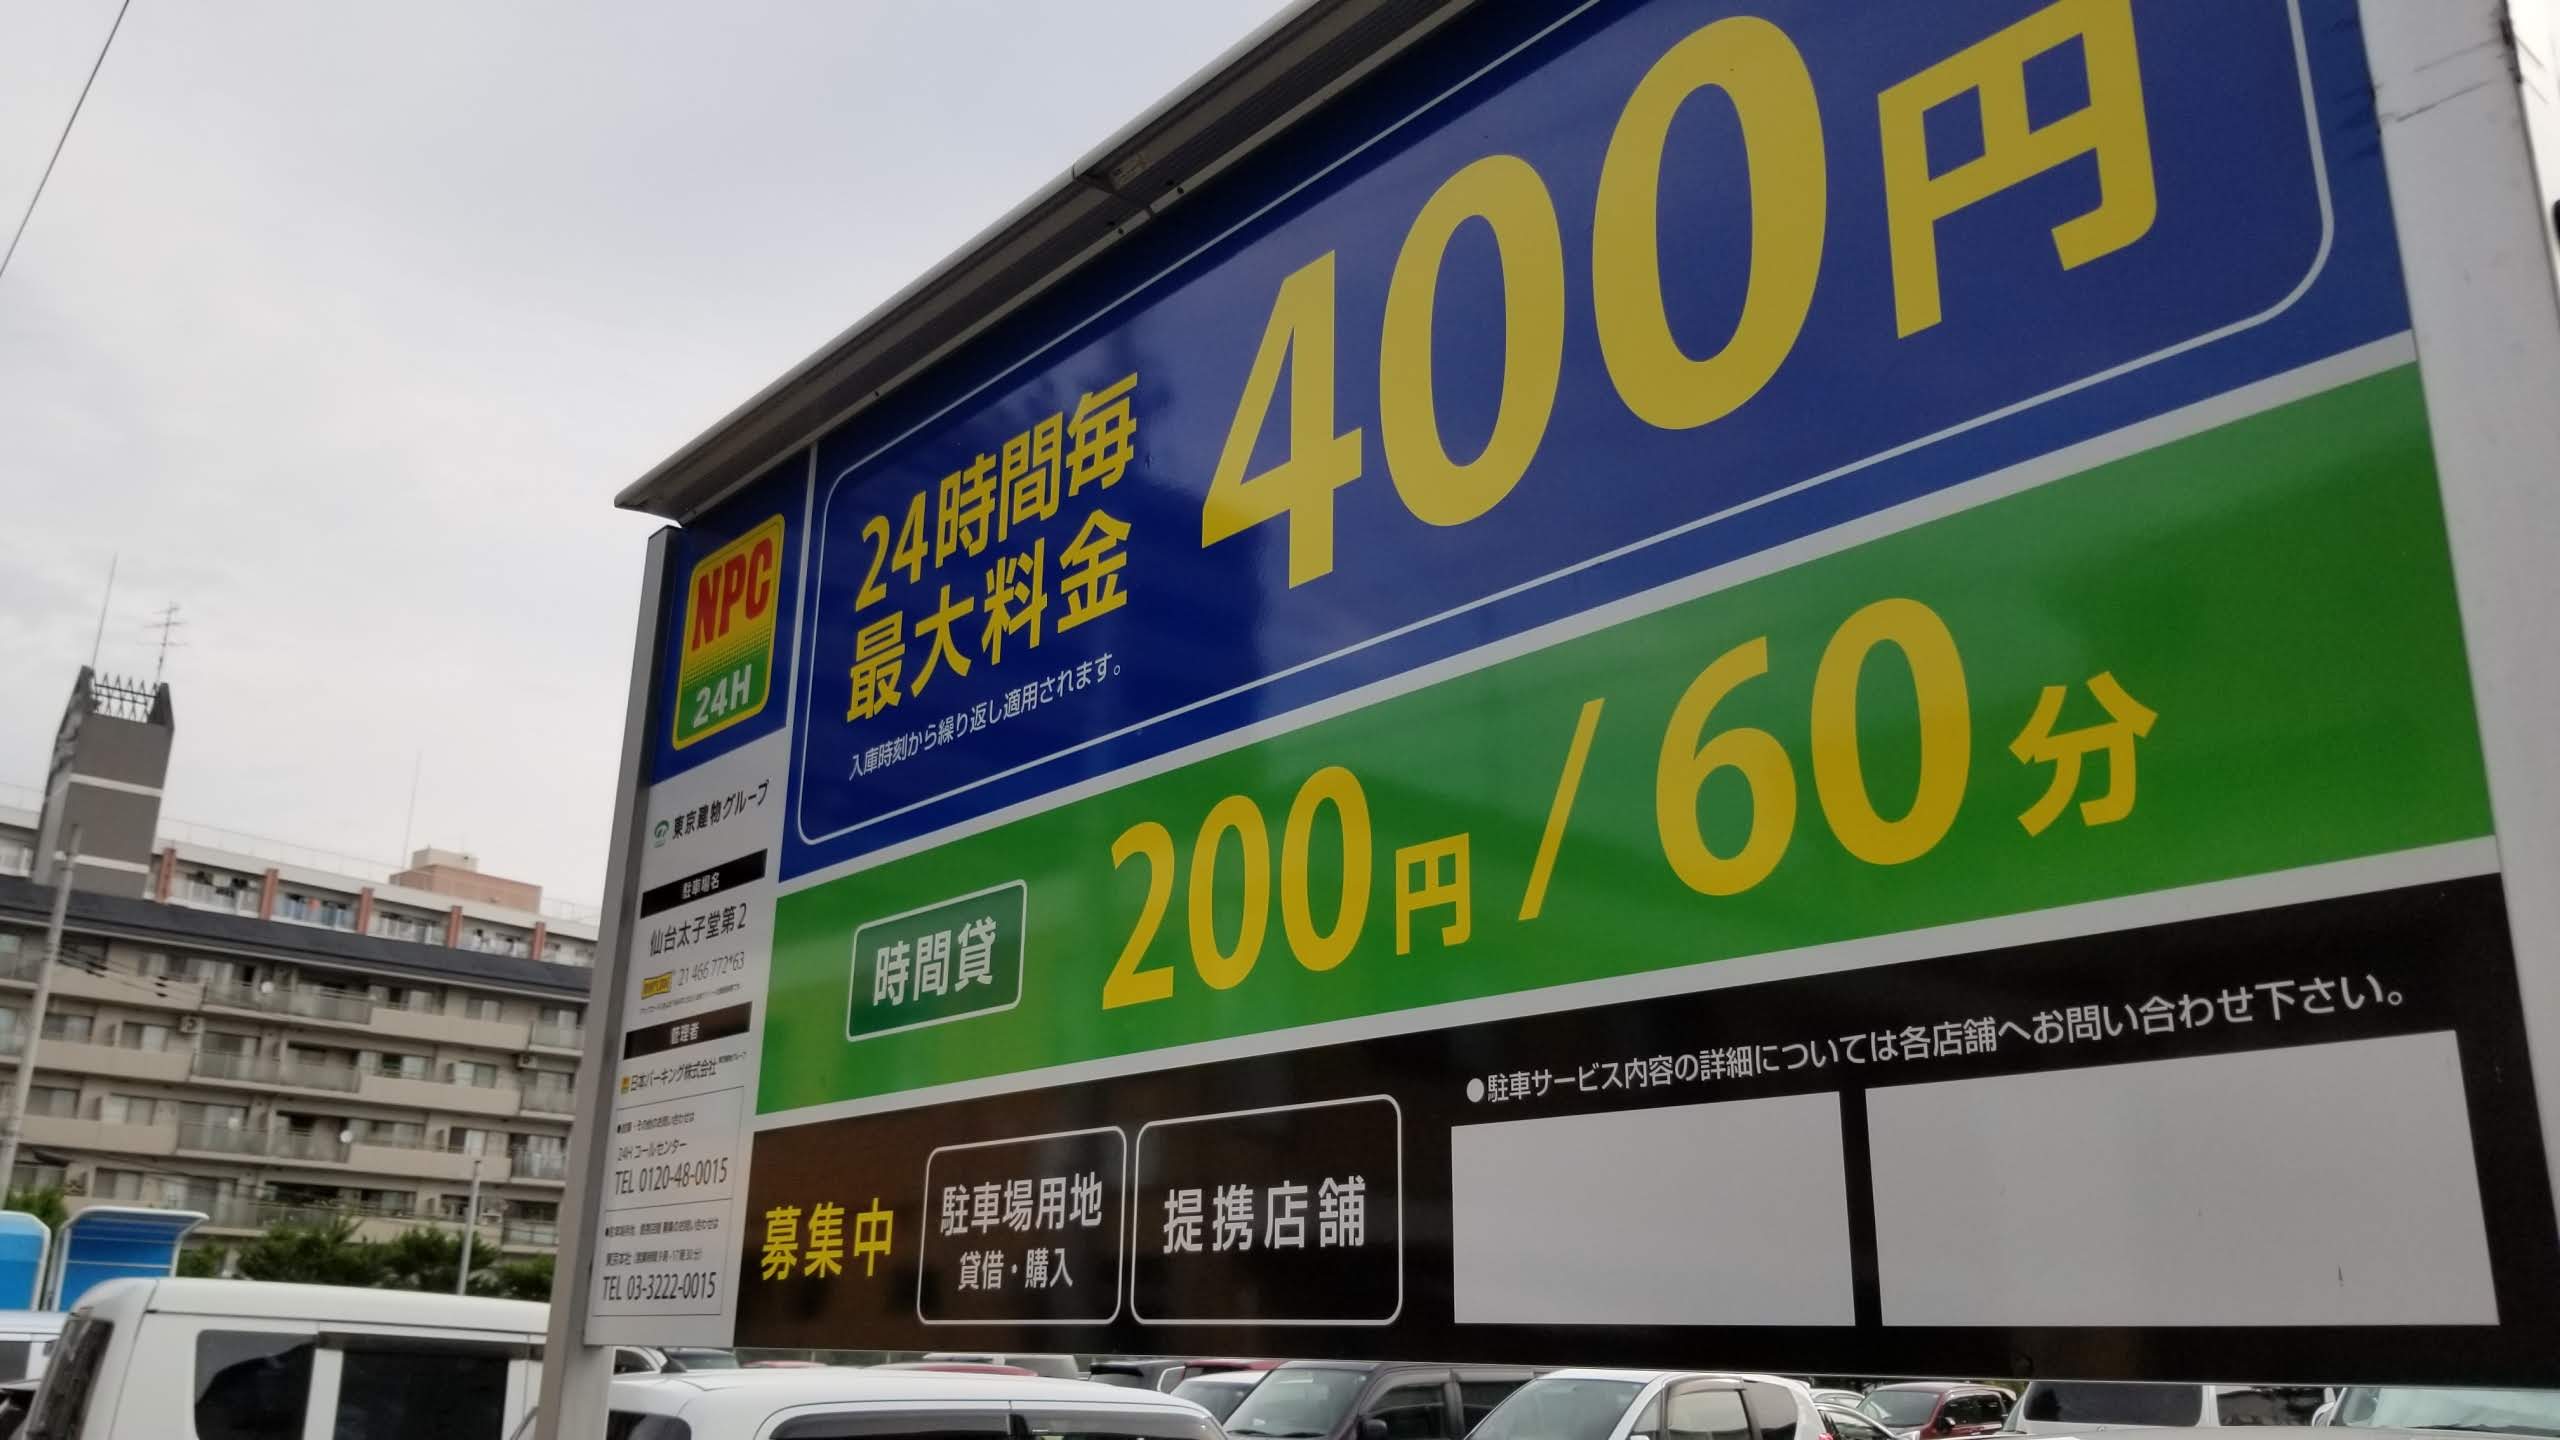 24時間毎
最大料金
400円
入庫時刻から繰り返し適用されます。
NPC
24H
東京建物グループ
駐車場名
仙台太子堂第2
21 466 772*63
管理者
日本パーキング株式会社
24H コールセンター
TEL 0120-48-0015
TEL 03-3222-0015
時間貸
200円/60分
募集中
駐車場用地
貸借・購入
提携店舗
●駐車サービス内容の詳細については各店舗へお問い合わせ下さい。